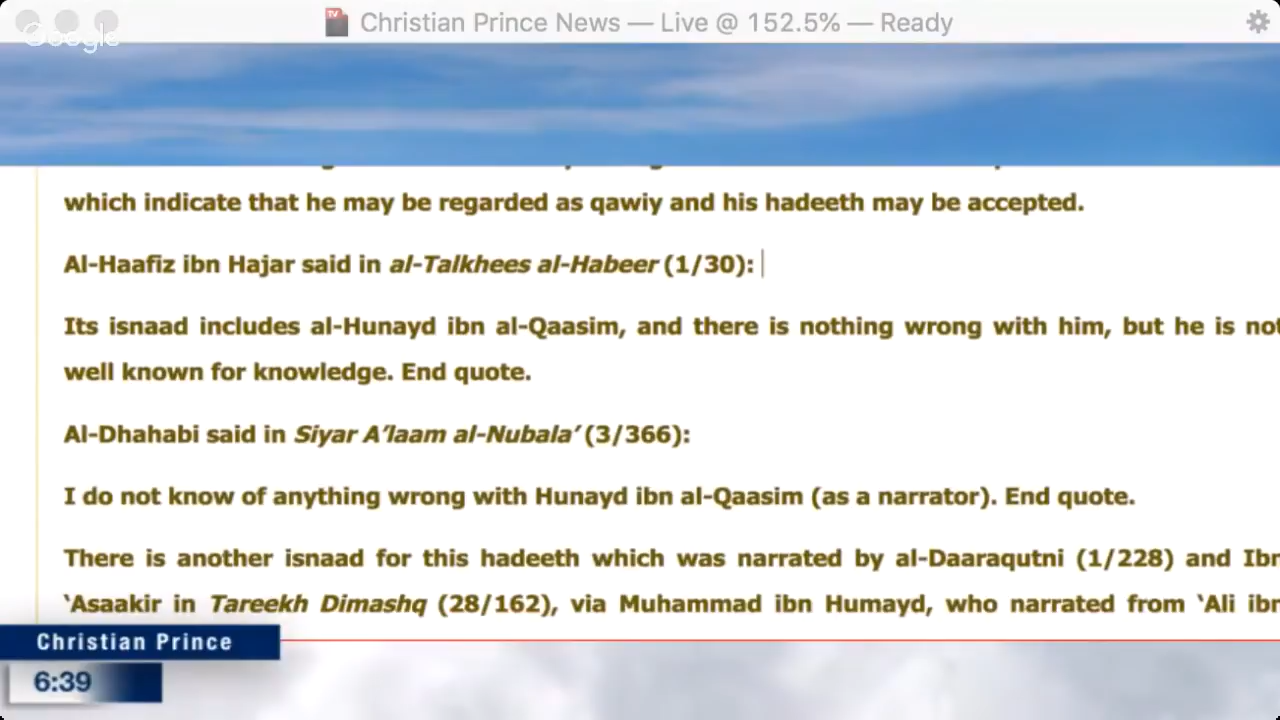 Christian Prince News — Live @ 152.5% — Ready
Google
which indicate that he may be regarded as qawiy and his hadeeth may be accepted.
Al-Haafiz ibn Hajar said in al-Talkhees al-Habeer (1/30):
Its isnaad includes al-Hunayd ibn al-Qaasim, and there is nothing wrong with him, but he is not
well known for knowledge. End quote.
Al-Dhahabi said in Siyar A’laam al-Nubala’ (3/366):
I do not know of anything wrong with Hunayd ibn al-Qaasim (as a narrator). End quote.
There is another isnaad for this hadeeth which was narrated by al-Daaraqutni (1/228) and Ibn
‘Asaakir in Tareekh Dimashq (28/162), via Muhammad ibn Humayd, who narrated from ‘Ali ibn
Christian Prince
6:39